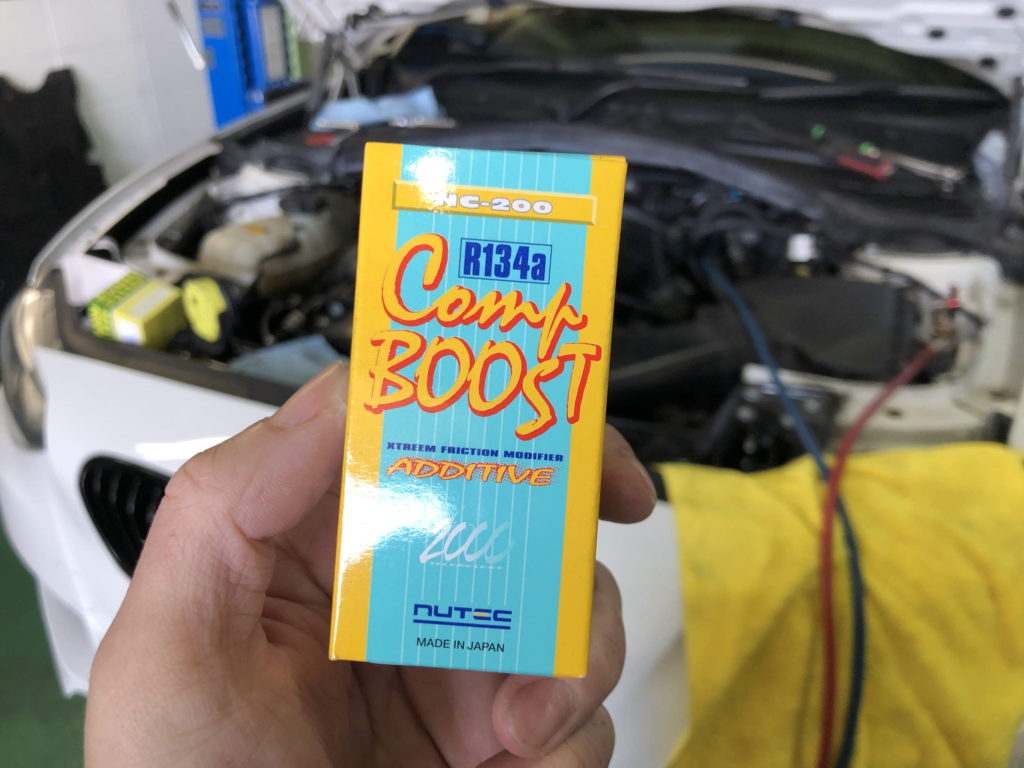 NC-200
R134a
Comp
BOOST
XTREEM FRICTION MODIFIER
ADDITIVE
2000
NUTEC
MADE IN JAPAN